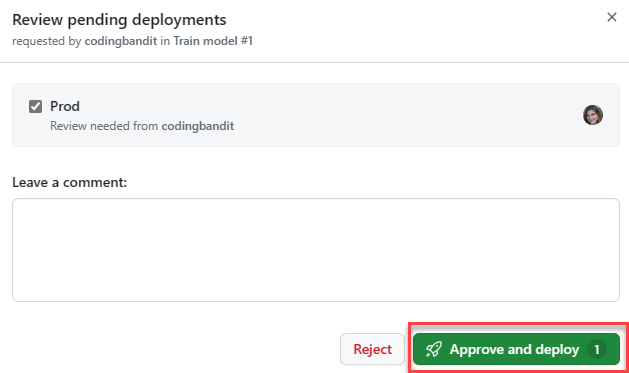 Review pending deployments
requested by codingbandit in Train model #1
Prod
Review needed from codingbandit
Leave a comment:
Reject
Approve and deploy 1